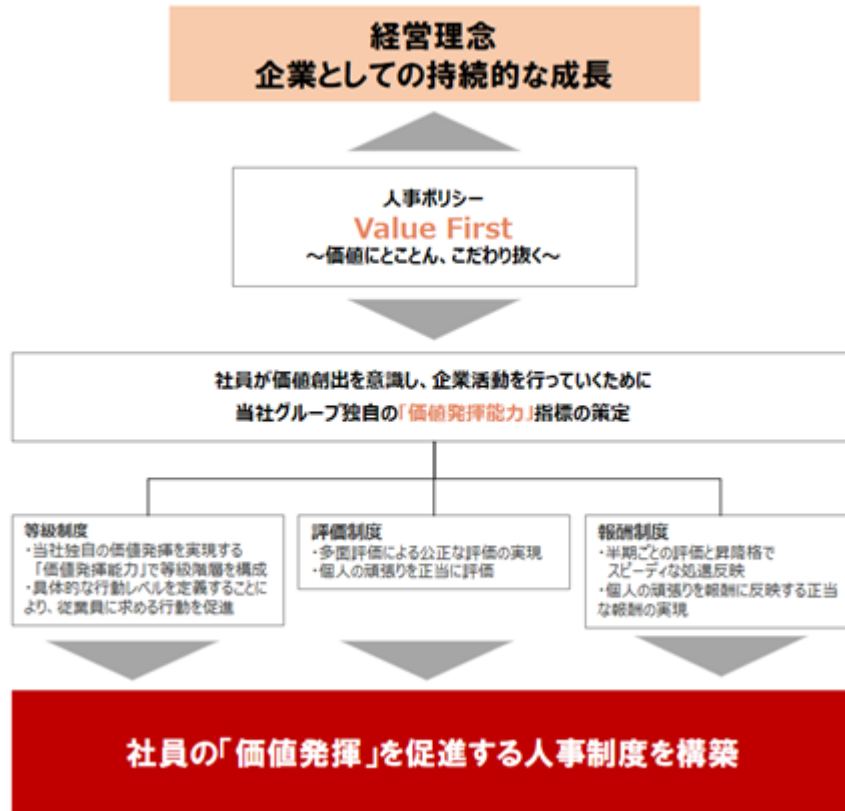 経営理念
企業としての持続的な成長
人事ポリシー
Value First
~価値にとことん、こだわり抜く~
社員が価値創出を意識し、企業活動を行っていくために
当社グループ独自の「価値発揮能力」指標の策定
等級制度
・当社独自の価値発揮を実現する
「価値発揮能力」で等級階層を構成
・具体的な行動レベルを定義することに
より、従業員に求める行動を促進
評価制度
・多面評価による公正な評価の実現
・個人の頑張りを正当に評価
報酬制度
・半期ごとの評価と昇降格で
スピーディな処遇反映
・個人の頑張りを報酬に反映する正当
な報酬の実現
社員の「価値発揮」を促進する人事制度を構築